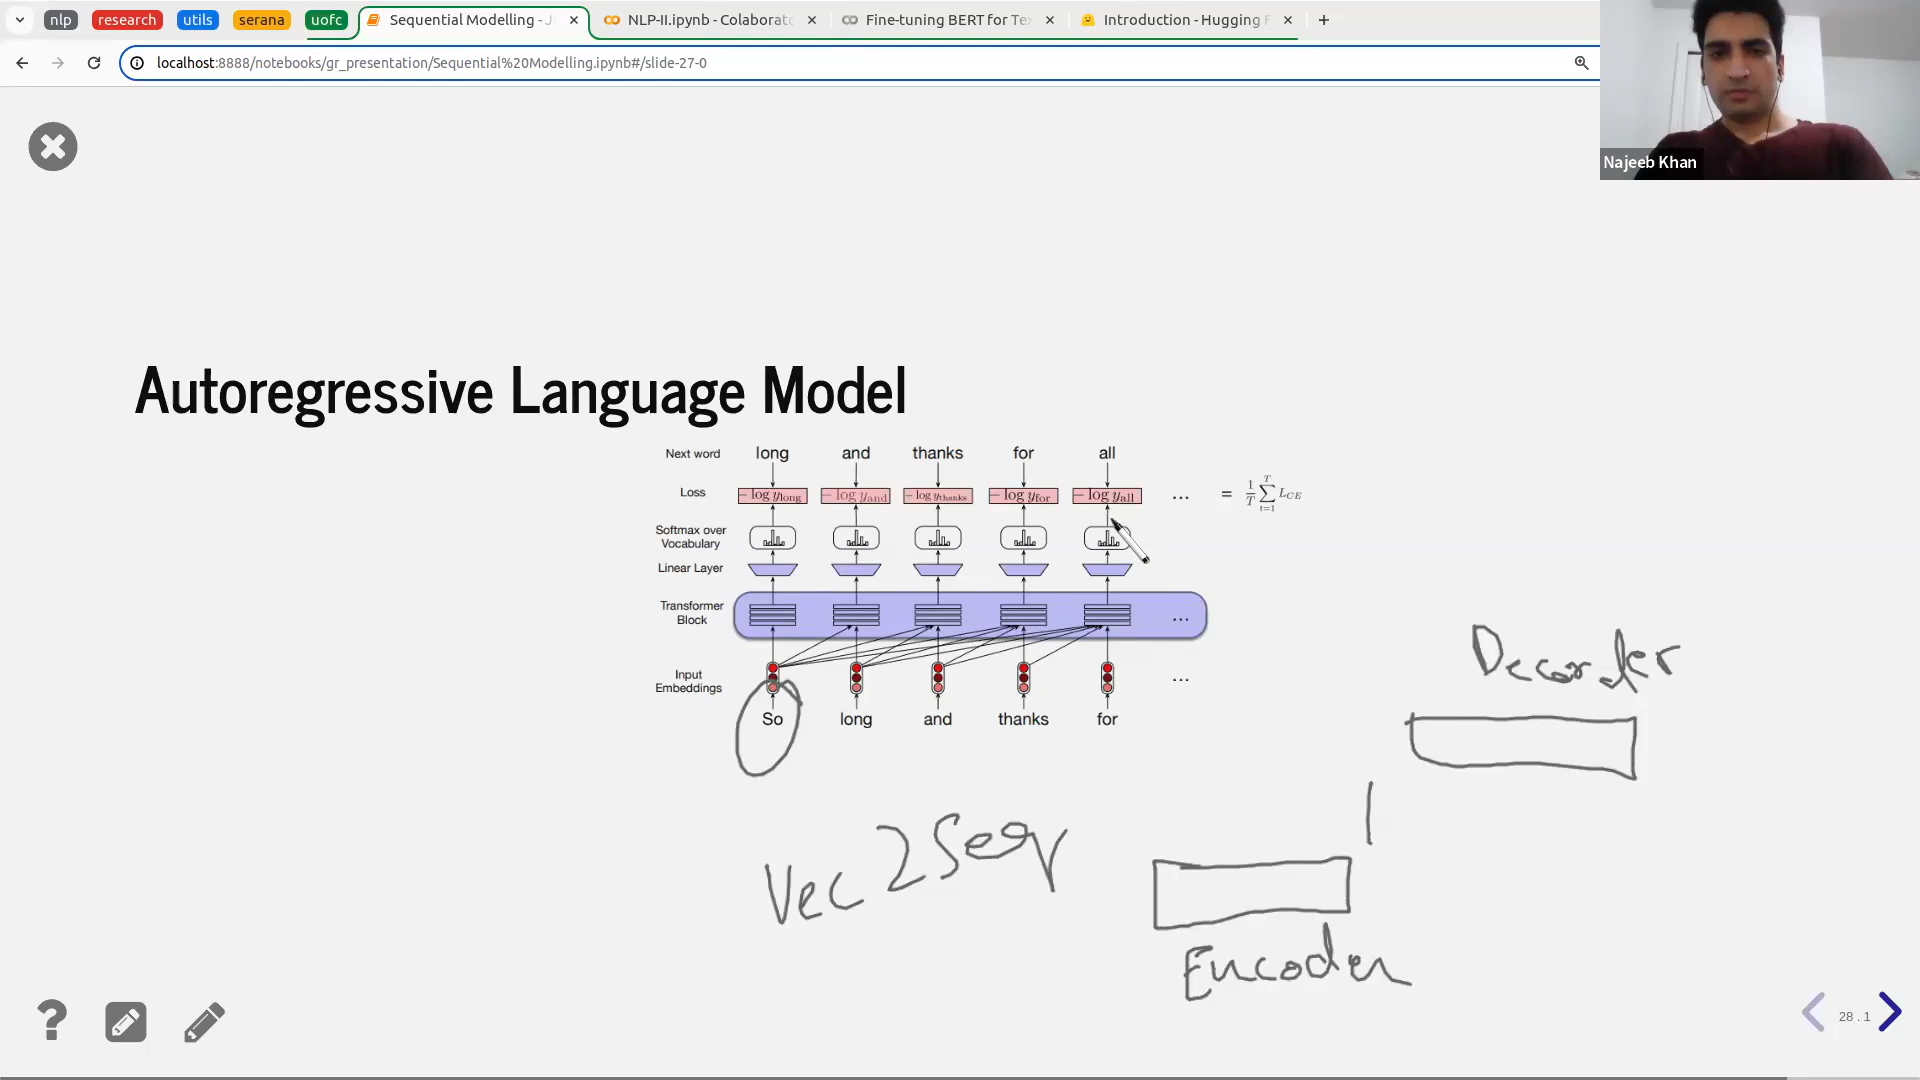 nlp research utils serana uofc Sequential Modelling - J NLP-II.ipynb - Colaborato Fine-tuning BERT for Te Introduction - Hugging F
localhost:8888/notebooks/gr_presentation/Sequential%20Modelling.ipynb#/slide-27-0
Najeeb Khan
Autoregressive Language Model
Next word long and thanks for all
Loss − log y_long − log y_and − log y_thanks − log y_for − log y_all ... = 1/T ∑_{t=1}^{T} L_CE
Softmax over
Vocabulary
Linear Layer
Transformer
Block ...
Input
Embeddings ...
So long and thanks for
Decorder
Vec2Seq
Encoder
28.1